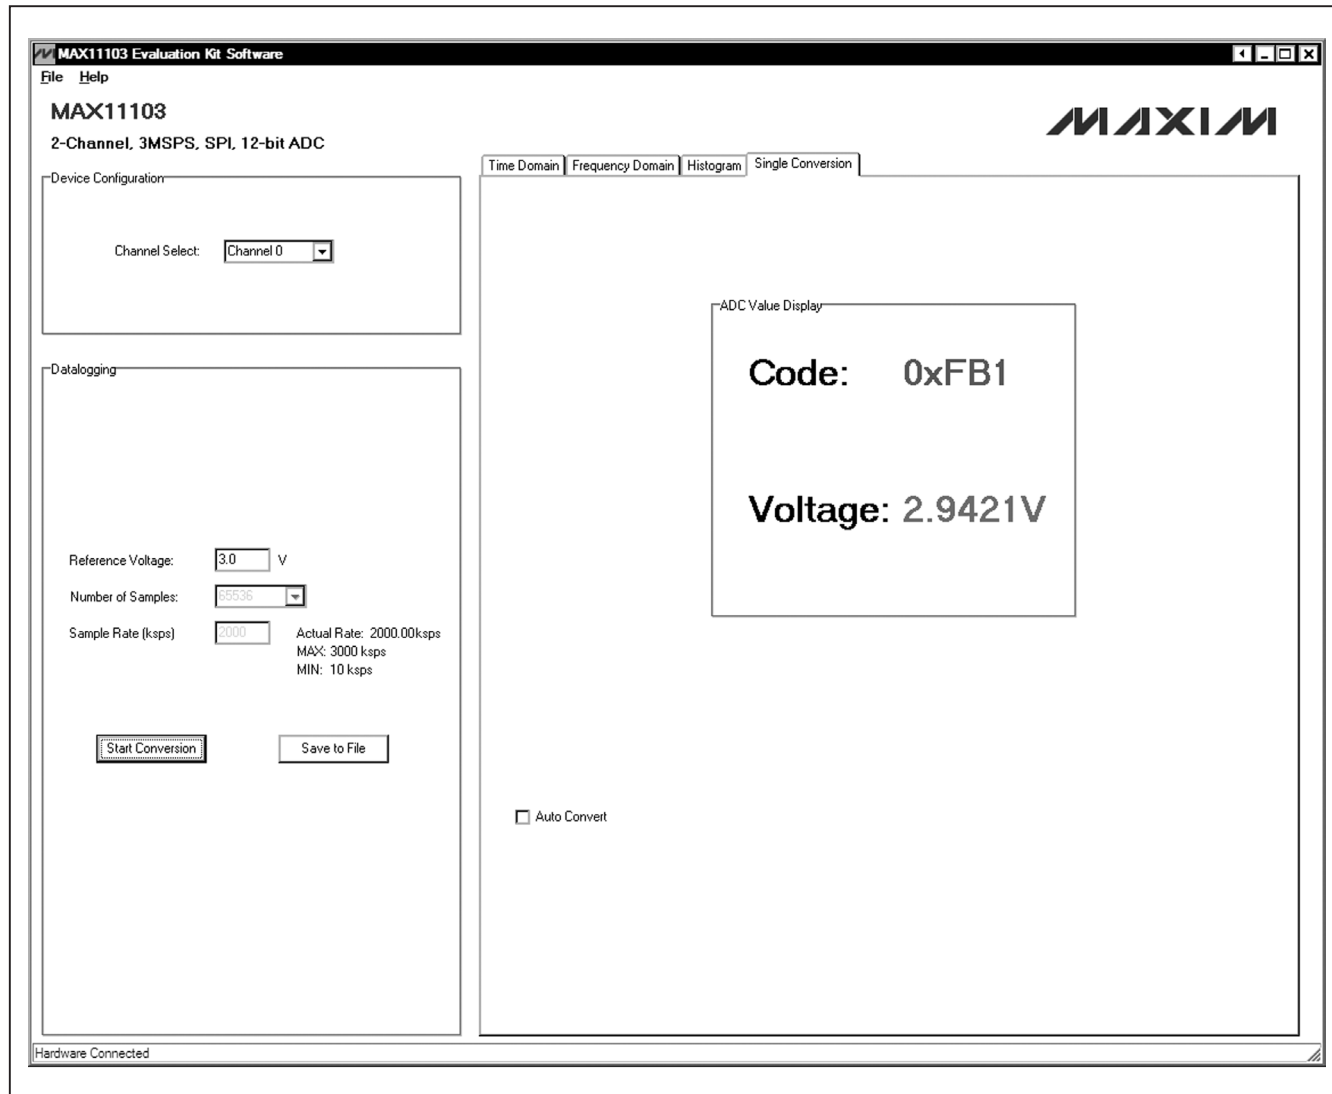 MAX11103 Evaluation Kit Software
File Help
MAX11103
2-Channel, 3MSPS, SPI, 12-bit ADC
MAXIM
Device Configuration
Channel Select: Channel 0
Datalogging
Reference Voltage: 3.0 V
Number of Samples: 65536
Sample Rate (ksps) 2000 Actual Rate: 2000.00ksps
MAX: 3000 ksps
MIN: 10 ksps
Start Conversion Save to File
Time Domain Frequency Domain Histogram Single Conversion
ADC Value Display
Code: 0xFB1
Voltage: 2.9421V
Auto Convert
Hardware Connected